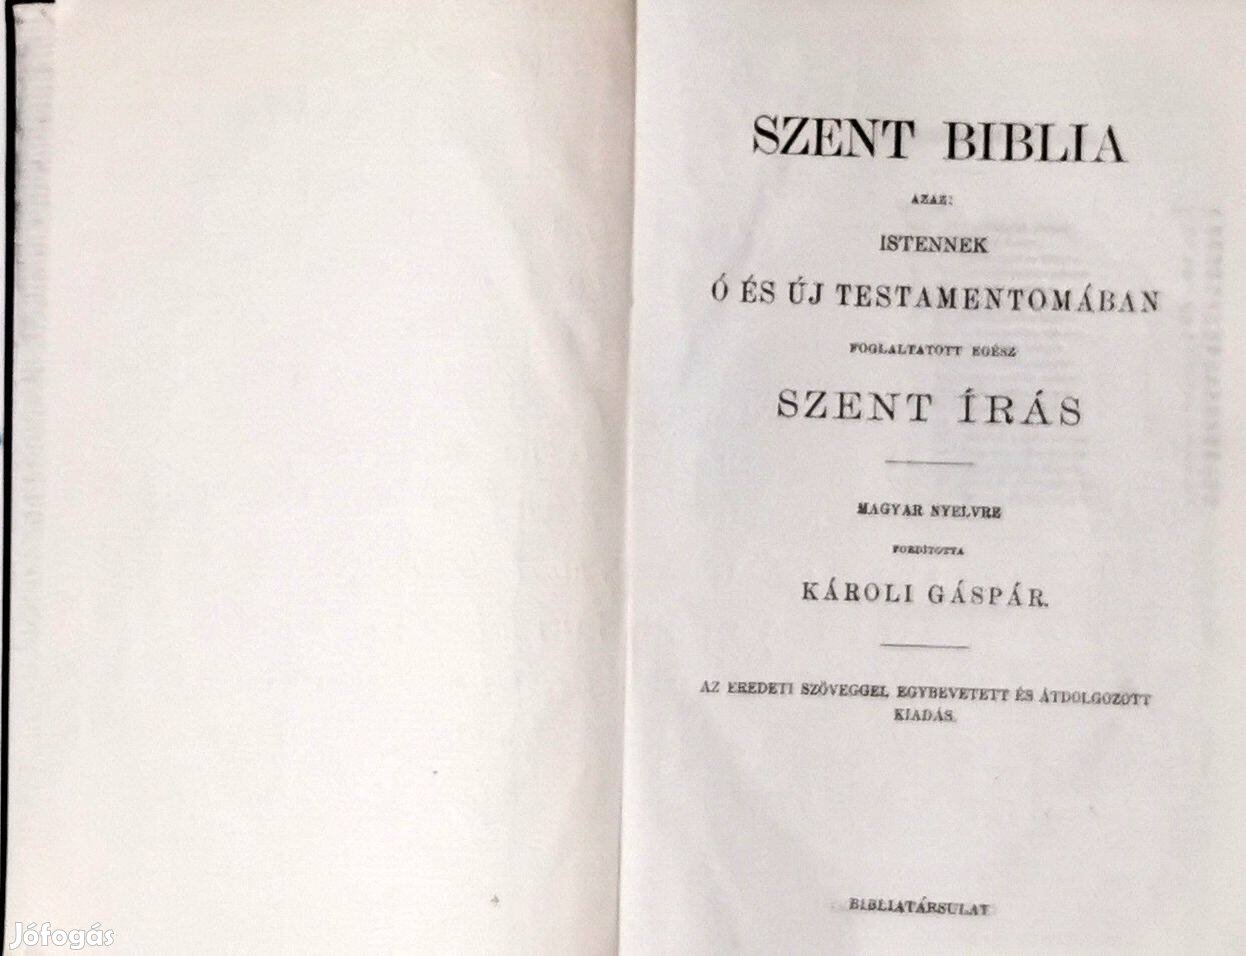 SZENT BIBLIA
AZAZ:
ISTENNEK
Ó ÉS ÚJ TESTAMENTOMÁBAN
FOGLALTATOTT EGÉSZ
SZENT ÍRÁS
MAGYAR NYELVRE
FORDÍTOTTA
KÁROLI GÁSPÁR.
AZ EREDETI SZÖVEGGEL EGYBEVETETT ÉS ÁTDOLGOZOTT
KIADÁS.
BIBLIATÁRSULAT
Jófogás